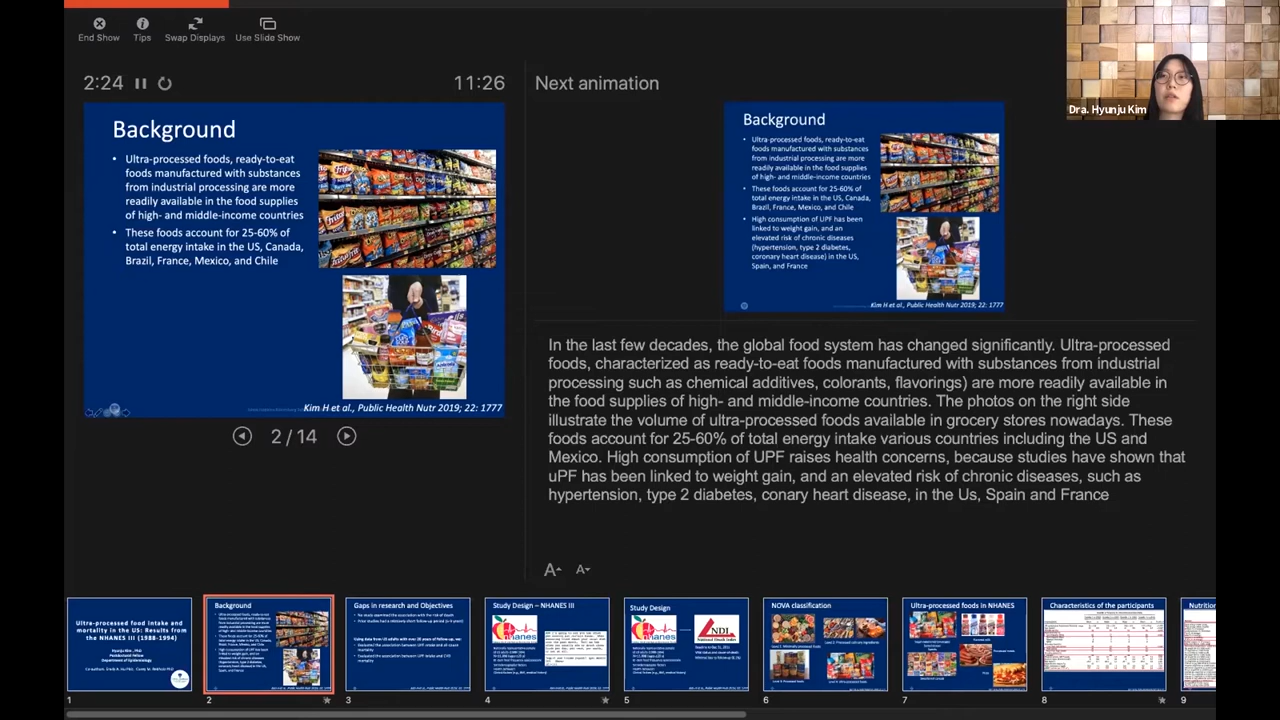 End Show
Tips
Swap Displays
Use Slide Show
Dra. Hyunju Kim
2:24
11:26
Next animation
Background
• Ultra-processed foods, ready-to-eat
foods manufactured with substances
from industrial processing are more
readily available in the food supplies
of high- and middle-income countries
• These foods account for 25-60% of
total energy intake in the US, Canada,
Brazil, France, Mexico, and Chile
Kim H et al., Public Health Nutr 2019; 22: 1777
2 / 14
Background
• Ultra-processed foods, ready-to-eat
foods manufactured with substances
from industrial processing are more
readily available in the food supplies
of high- and middle-income countries
• These foods account for 25-60% of
total energy intake in the US, Canada,
Brazil, France, Mexico, and Chile
• High consumption of UPF has been
linked to weight gain, and an
elevated risk of chronic diseases
(hypertension, type 2 diabetes,
coronary heart disease) in the US,
Spain, and France
Kim H et al., Public Health Nutr 2019; 22: 1777
In the last few decades, the global food system has changed significantly. Ultra-processed
foods, characterized as ready-to-eat foods manufactured with substances from industrial
processing such as chemical additives, colorants, flavorings) are more readily available in
the food supplies of high- and middle-income countries. The photos on the right side
illustrate the volume of ultra-processed foods available in grocery stores nowadays. These
foods account for 25-60% of total energy intake various countries including the US and
Mexico. High consumption of UPF raises health concerns, because studies have shown that
uPF has been linked to weight gain, and an elevated risk of chronic diseases, such as
hypertension, type 2 diabetes, conary heart disease, in the Us, Spain and France
A A
Ultra-processed food intake and
mortality in the US: Results from
the NHANES III (1988-1994)
Background
Gaps in research and Objectives
Study Design – NHANES III
Study Design
NOVA classification
Ultra-processed foods in NHANES
Characteristics of the participants
Nutrition
1
2
3
4
5
6
7
8
9